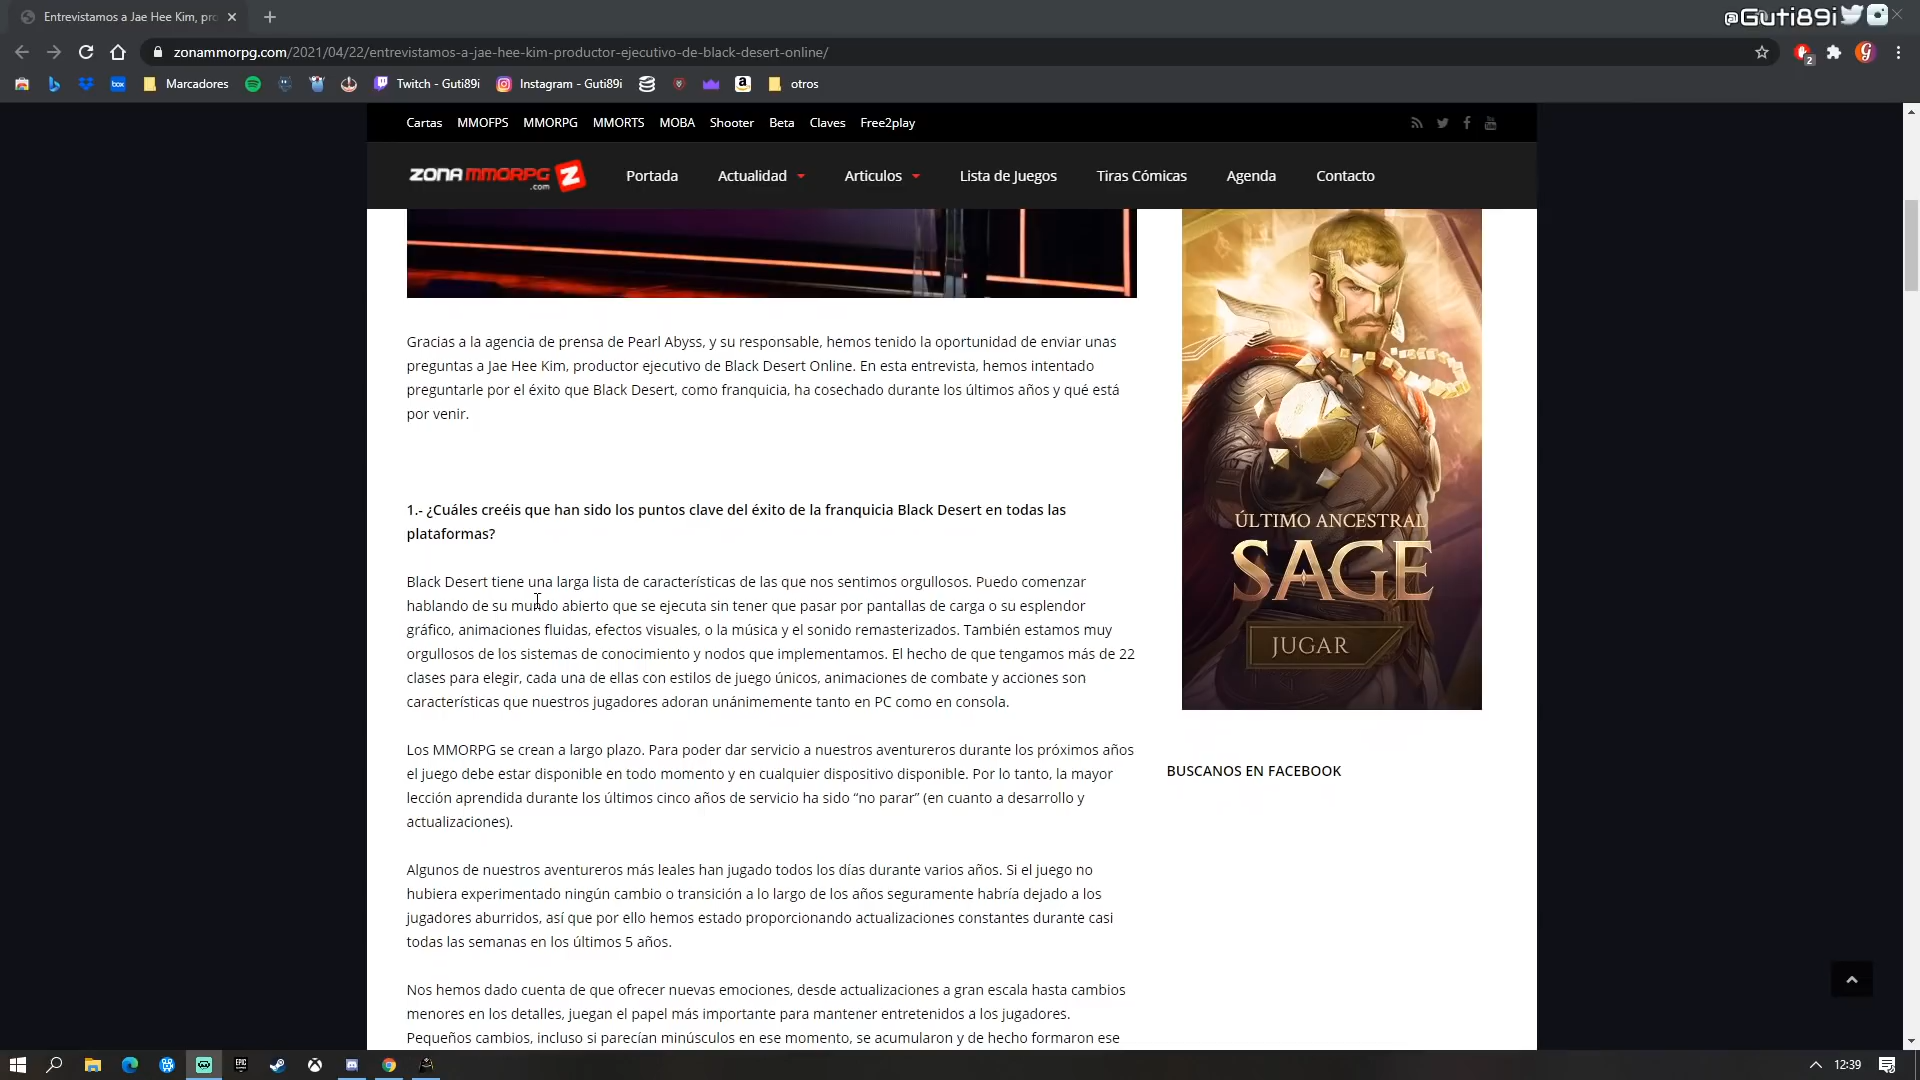 Entrevistamos a Jae Hee Kim, pro
@Guti89i
zonammorpg.com/2021/04/22/entrevistamos-a-jae-hee-kim-productor-ejecutivo-de-black-desert-online/
2
box
Marcadores
Twitch - Guti89i
Instagram - Guti89i
otros
Cartas MMOFPS MMORPG MMORTS MOBA Shooter Beta Claves Free2play
ZONA MMORPG Z
.com
Portada Actualidad Articulos Lista de Juegos Tiras Cómicas Agenda Contacto
Gracias a la agencia de prensa de Pearl Abyss, y su responsable, hemos tenido la oportunidad de enviar unas
preguntas a Jae Hee Kim, productor ejecutivo de Black Desert Online. En esta entrevista, hemos intentado
preguntarle por el éxito que Black Desert, como franquicia, ha cosechado durante los últimos años y qué está
por venir.
1.- ¿Cuáles creéis que han sido los puntos clave del éxito de la franquicia Black Desert en todas las
plataformas?
Black Desert tiene una larga lista de características de las que nos sentimos orgullosos. Puedo comenzar
hablando de su mundo abierto que se ejecuta sin tener que pasar por pantallas de carga o su esplendor
gráfico, animaciones fluidas, efectos visuales, o la música y el sonido remasterizados. También estamos muy
orgullosos de los sistemas de conocimiento y nodos que implementamos. El hecho de que tengamos más de 22
clases para elegir, cada una de ellas con estilos de juego únicos, animaciones de combate y acciones son
características que nuestros jugadores adoran unánimemente tanto en PC como en consola.
Los MMORPG se crean a largo plazo. Para poder dar servicio a nuestros aventureros durante los próximos años
el juego debe estar disponible en todo momento y en cualquier dispositivo disponible. Por lo tanto, la mayor
lección aprendida durante los últimos cinco años de servicio ha sido “no parar” (en cuanto a desarrollo y
actualizaciones).
Algunos de nuestros aventureros más leales han jugado todos los días durante varios años. Si el juego no
hubiera experimentado ningún cambio o transición a lo largo de los años seguramente habría dejado a los
jugadores aburridos, así que por ello hemos estado proporcionando actualizaciones constantes durante casi
todas las semanas en los últimos 5 años.
Nos hemos dado cuenta de que ofrecer nuevas emociones, desde actualizaciones a gran escala hasta cambios
menores en los detalles, juegan el papel más importante para mantener entretenidos a los jugadores.
Pequeños cambios, incluso si parecían minúsculos en ese momento, se acumularon y de hecho formaron ese
ÚLTIMO ANCESTRAL
SAGE
JUGAR
BUSCANOS EN FACEBOOK
12:39